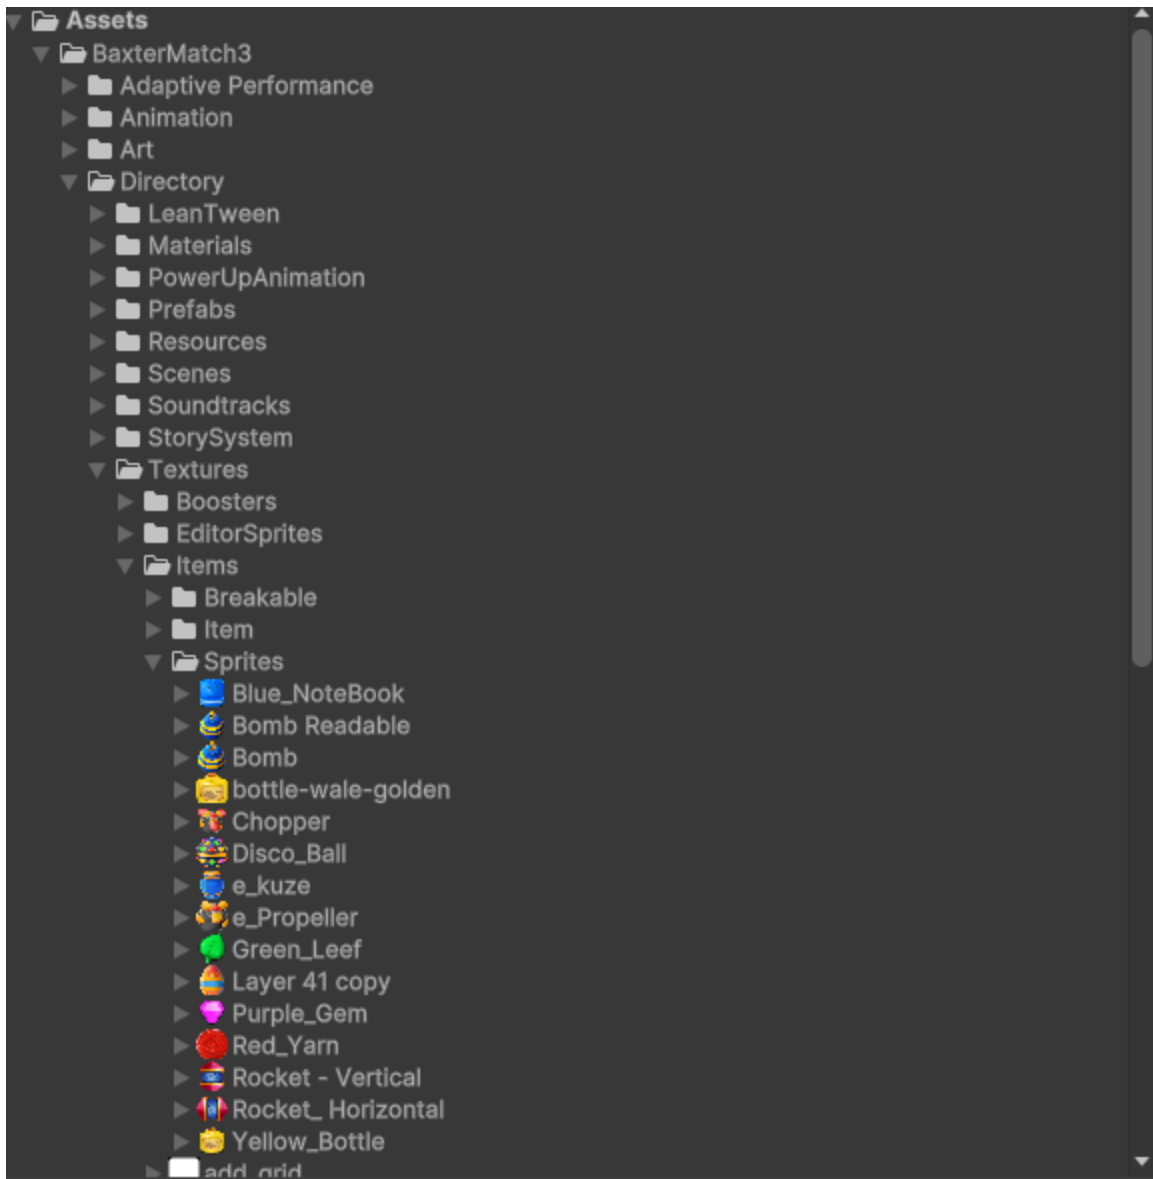 Assets
BaxterMatch3
Adaptive Performance
Animation
Art
Directory
LeanTween
Materials
PowerUpAnimation
Prefabs
Resources
Scenes
Soundtracks
StorySystem
Textures
Boosters
EditorSprites
Items
Breakable
Item
Sprites
Blue_NoteBook
Bomb Readable
Bomb
bottle-wale-golden
Chopper
Disco_Ball
e_kuze
e_Propeller
Green_Leef
Layer 41 copy
Purple_Gem
Red_Yarn
Rocket - Vertical
Rocket_ Horizontal
Yellow_Bottle
add_grid